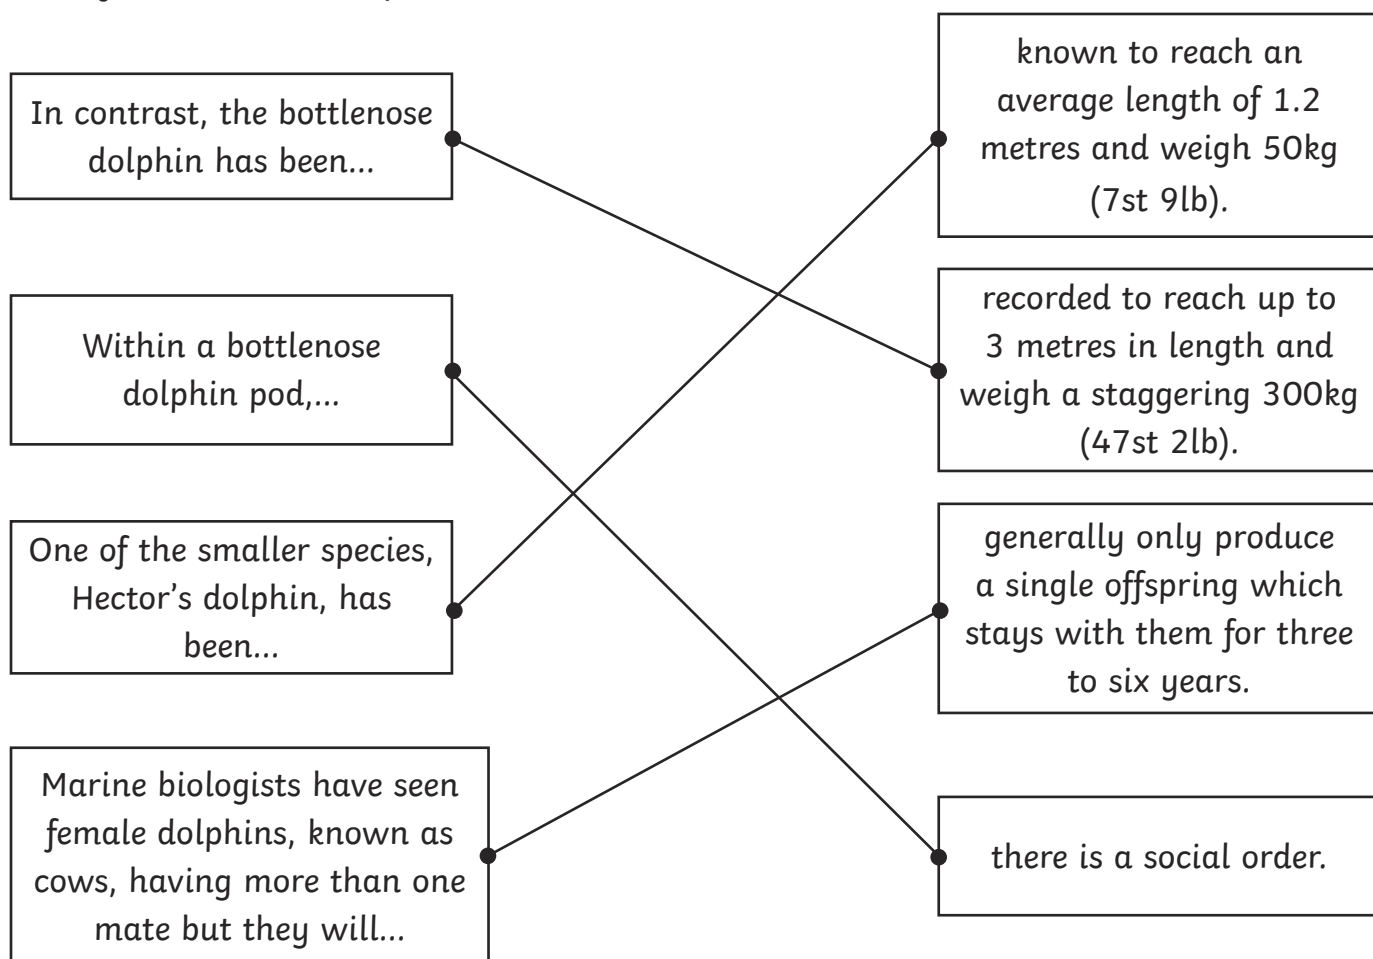 In contrast, the bottlenose
dolphin has been...
Within a bottlenose
dolphin pod,...
One of the smaller species,
Hector's dolphin, has
been...
Marine biologists have seen
female dolphins, known as
cows, having more than one
mate but they will...
known to reach an
average length of 1.2
metres and weigh 50kg
(7st 9lb).
recorded to reach up to
3 metres in length and
weigh a staggering 300kg
(47st 2lb).
generally only produce
a single offspring which
stays with them for three
to six years.
there is a social order.